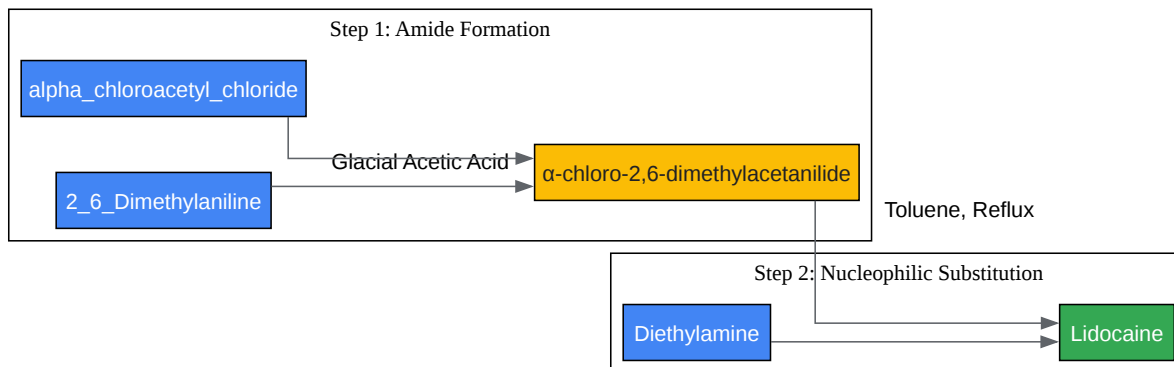 Step 1: Amide Formation
alpha_chloroacetyl_chloride
Glacial Acetic Acid
α-chloro-2,6-dimethylacetanilide
2_6_Dimethylaniline
Toluene, Reflux
Step 2: Nucleophilic Substitution
Diethylamine
Lidocaine